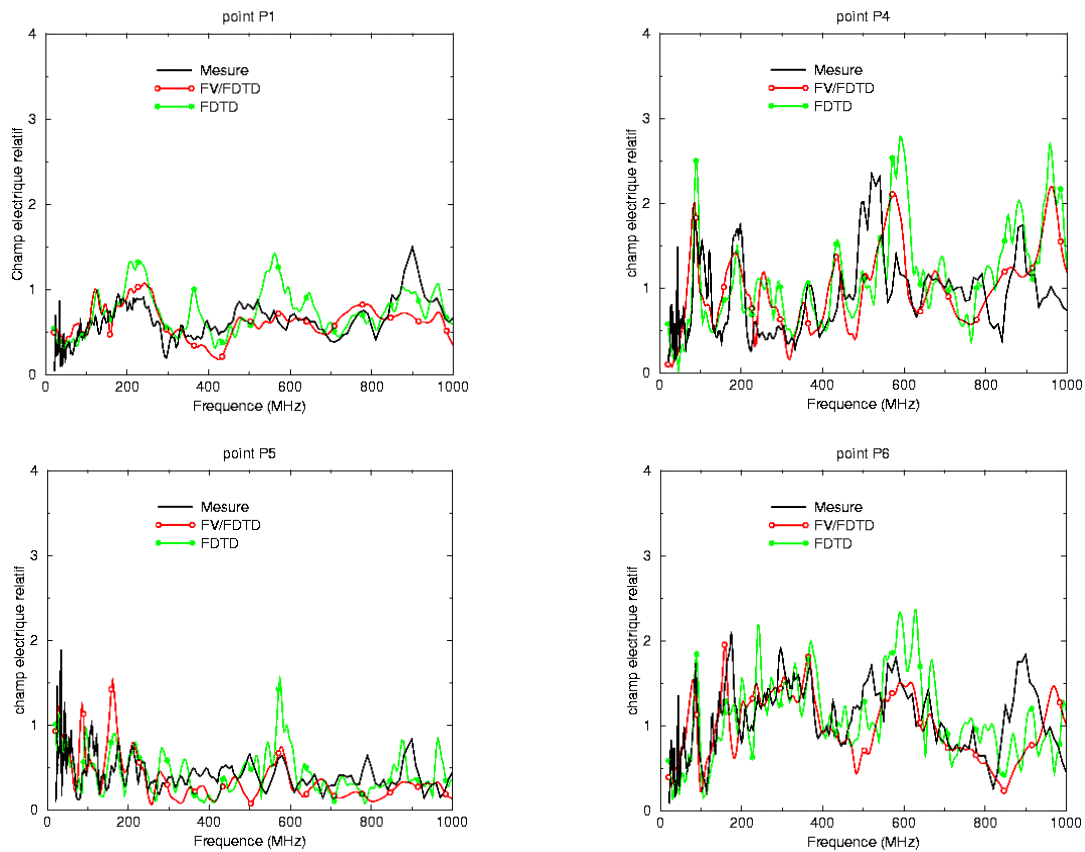 point P1
4
3
2
1
0
Champ electrique relatif
Mesure
FV/FDTD
FDTD
0 200 400 600 800 1000
Frequence (MHz)
point P4
4
3
2
1
0
champ electrique relatif
Mesure
FV/FDTD
FDTD
0 200 400 600 800 1000
Frequence (MHz)
point P5
4
3
2
1
0
champ electrique relatif
Mesure
FV/FDTD
FDTD
0 200 400 600 800 1000
Frequence (MHz)
point P6
4
3
2
1
0
champ electrique relatif
Mesure
FV/FDTD
FDTD
0 200 400 600 800 1000
Frequence (MHz)